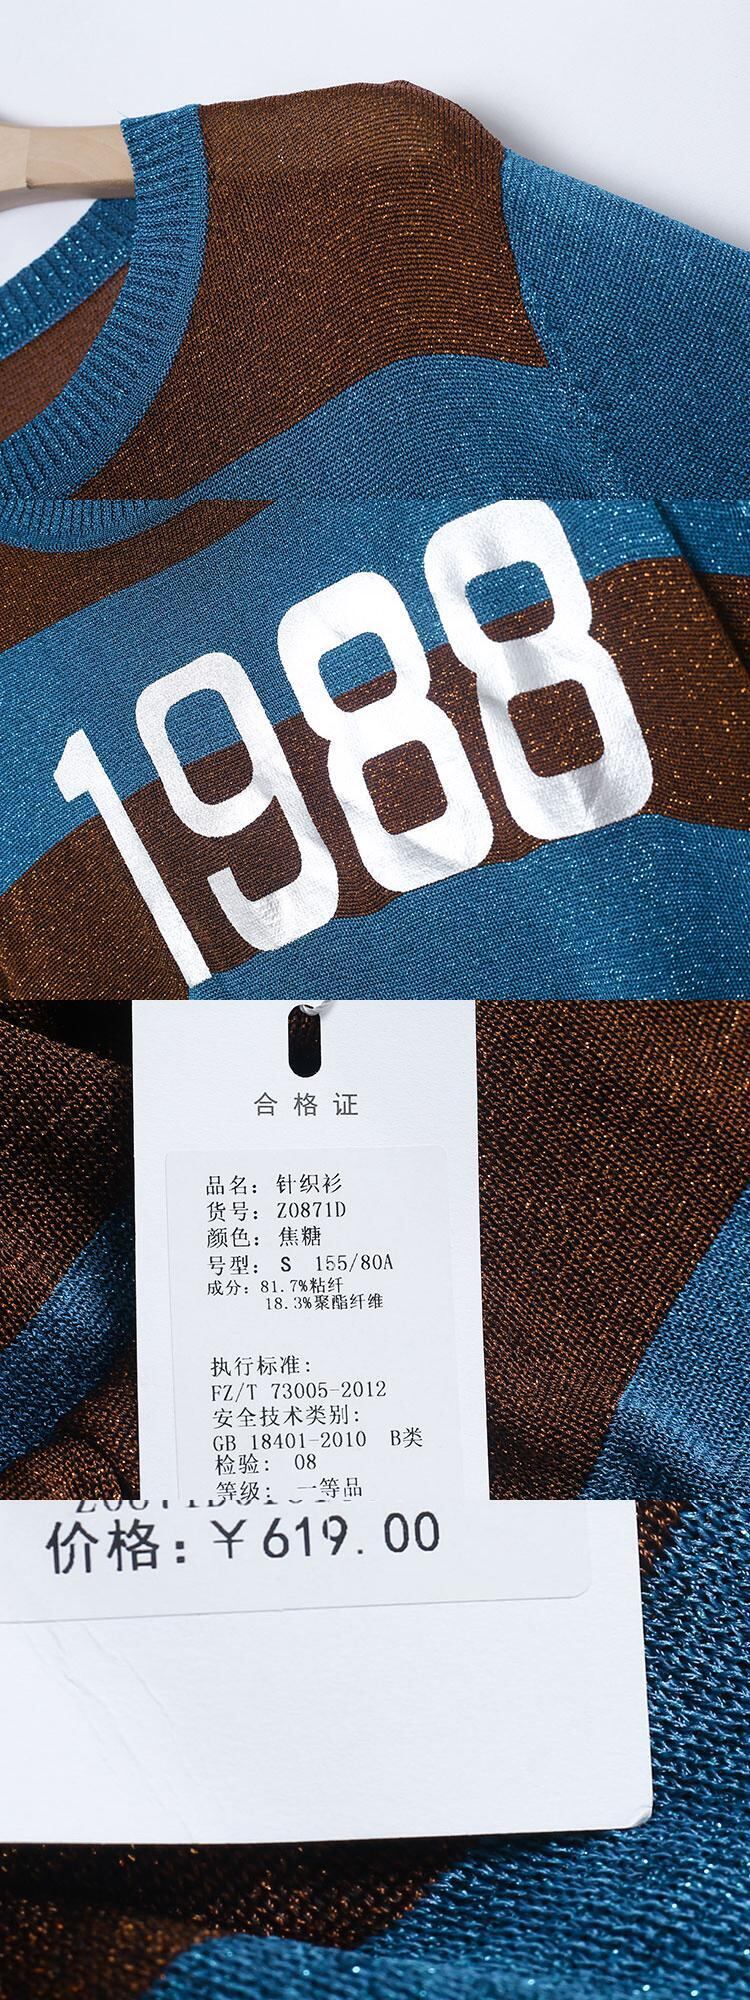 1988
合格证
品名: 针织衫
货号: Z0871D
颜色: 焦糖
号型: S 155/80A
成分: 81.7%粘纤
18.3%聚酯纤维
执行标准:
FZ/T 73005-2012
安全技术类别:
GB 18401-2010 B类
检验: 08
等级: 一等品
价格:￥619.00